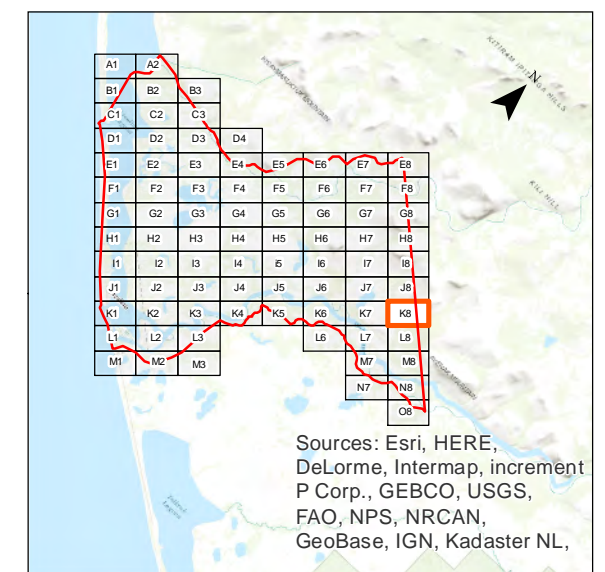 A1 A2
KITIRAM IPIENGA HILLS
N
B1 B2 B3
C1 C2 C3
D1 D2 D3 D4
E1 E2 E3 E4 E5 E6 E7 E8
F1 F2 F3 F4 F5 F6 F7 F8
KILI HILL
G1 G2 G3 G4 G5 G6 G7 G8
H1 H2 H3 H4 H5 H6 H7 H8
I1 I2 I3 I4 i5 I6 I7 I8
J1 J2 J3 J4 J5 J6 J7 J8
K1 K2 K3 K4 K5 K6 K7 K8
L1 L2 L3 L6 L7 L8
M1 M2 M3 M7 M8
N7 N8
O8
Sources: Esri, HERE,
DeLorme, Intermap, increment
P Corp., GEBCO, USGS,
FAO, NPS, NRCAN,
GeoBase, IGN, Kadaster NL,